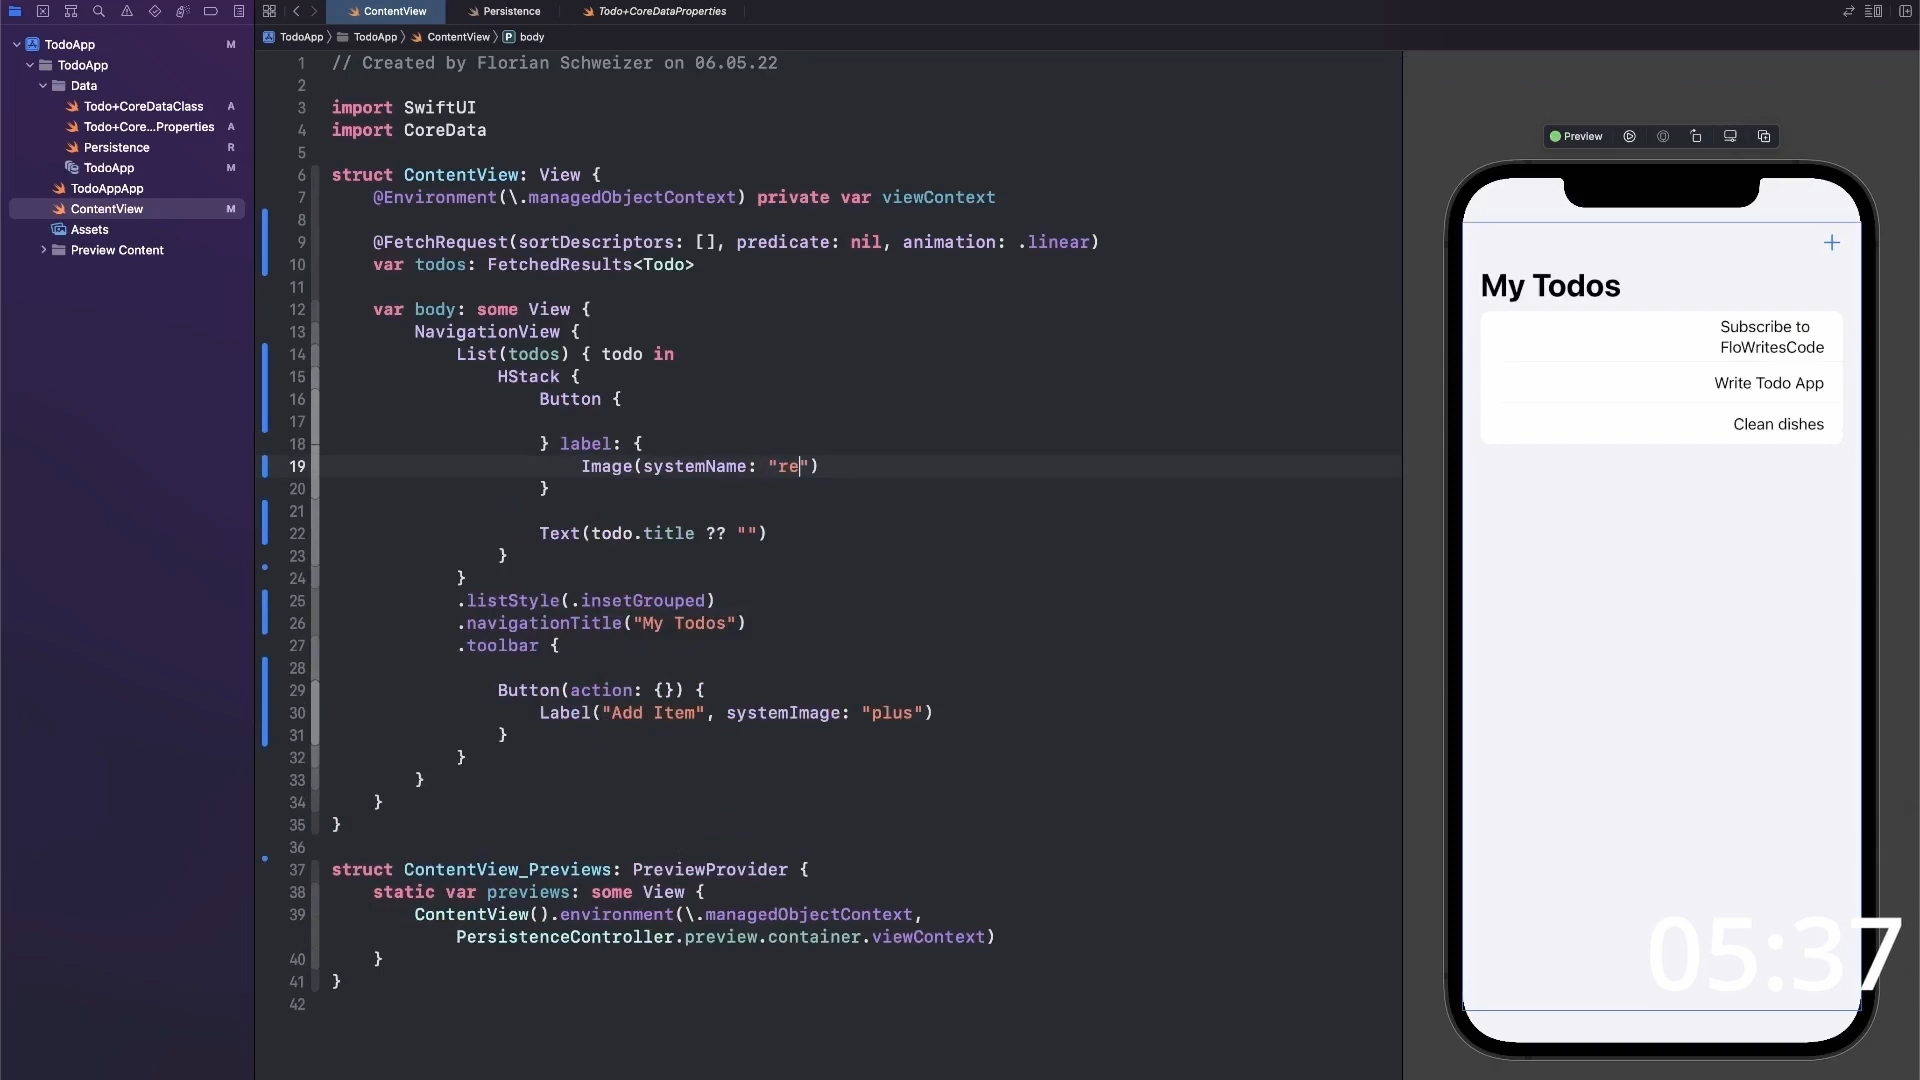 ContentView
Persistence
Todo+CoreDataProperties
TodoApp M
TodoApp
Data
Todo+CoreDataClass A
Todo+Core...Properties A
Persistence R
TodoApp M
TodoAppApp
ContentView M
Assets
Preview Content
TodoApp TodoApp ContentView P body
1 // Created by Florian Schweizer on 06.05.22
2
3 import SwiftUI
4 import CoreData
5
6 struct ContentView: View {
7 @Environment(\.managedObjectContext) private var viewContext
8
9 @FetchRequest(sortDescriptors: [], predicate: nil, animation: .linear)
10 var todos: FetchedResults<Todo>
11
12 var body: some View {
13 NavigationView {
14 List(todos) { todo in
15 HStack {
16 Button {
17
18 } label: {
19 Image(systemName: "re")
20 }
21
22 Text(todo.title ?? "")
23 }
24 }
25 .listStyle(.insetGrouped)
26 .navigationTitle("My Todos")
27 .toolbar {
28
29 Button(action: {}) {
30 Label("Add Item", systemImage: "plus")
31 }
32 }
33 }
34 }
35 }
36
37 struct ContentView_Previews: PreviewProvider {
38 static var previews: some View {
39 ContentView().environment(\.managedObjectContext,
PersistenceController.preview.container.viewContext)
40 }
41 }
42
Preview
My Todos
Subscribe to
FloWritesCode
Write Todo App
Clean dishes
05:37